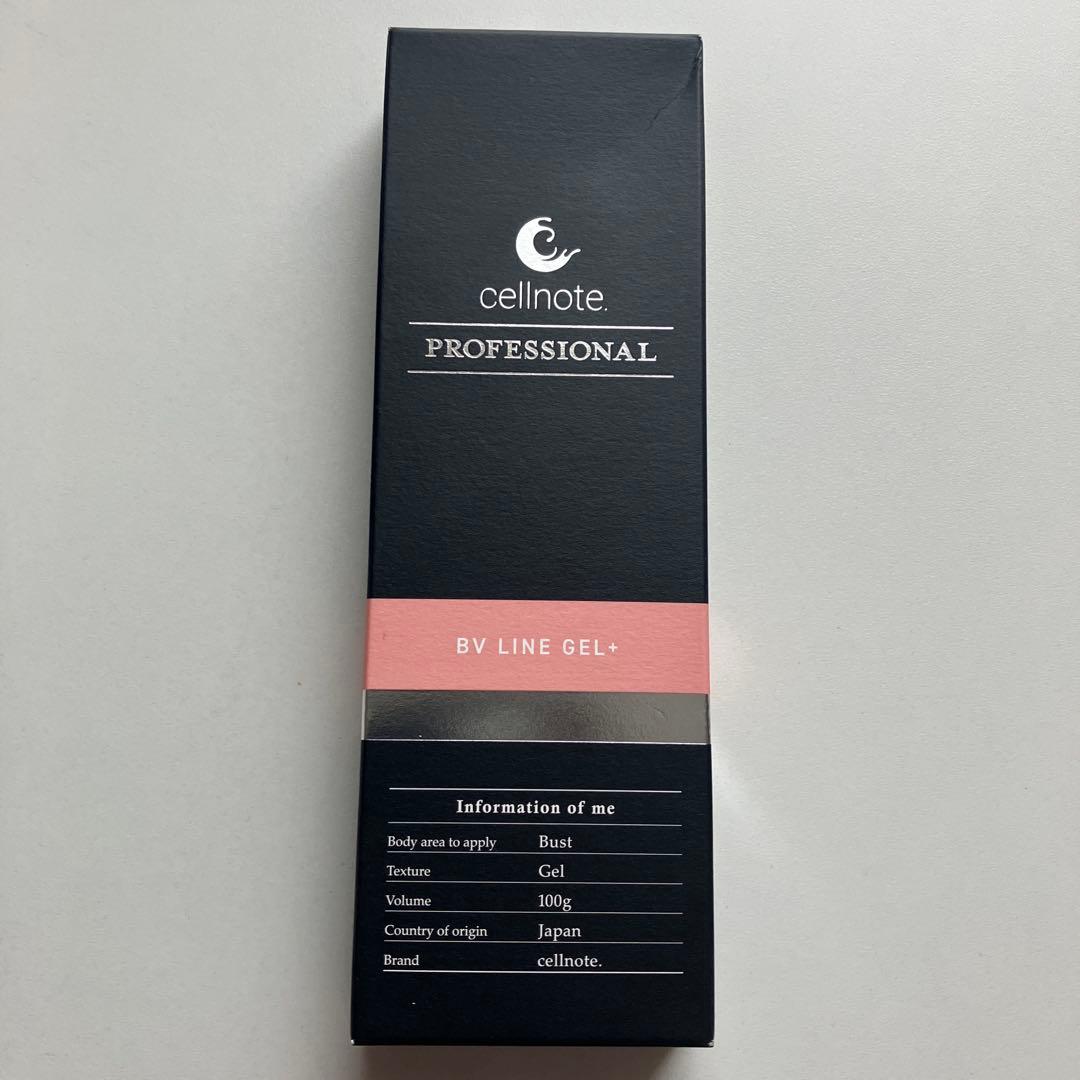 cellnote.
PROFESSIONAL
BV LINE GEL+
Information of me
Body area to apply Bust
Texture Gel
Volume 100g
Country of origin Japan
Brand cellnote.